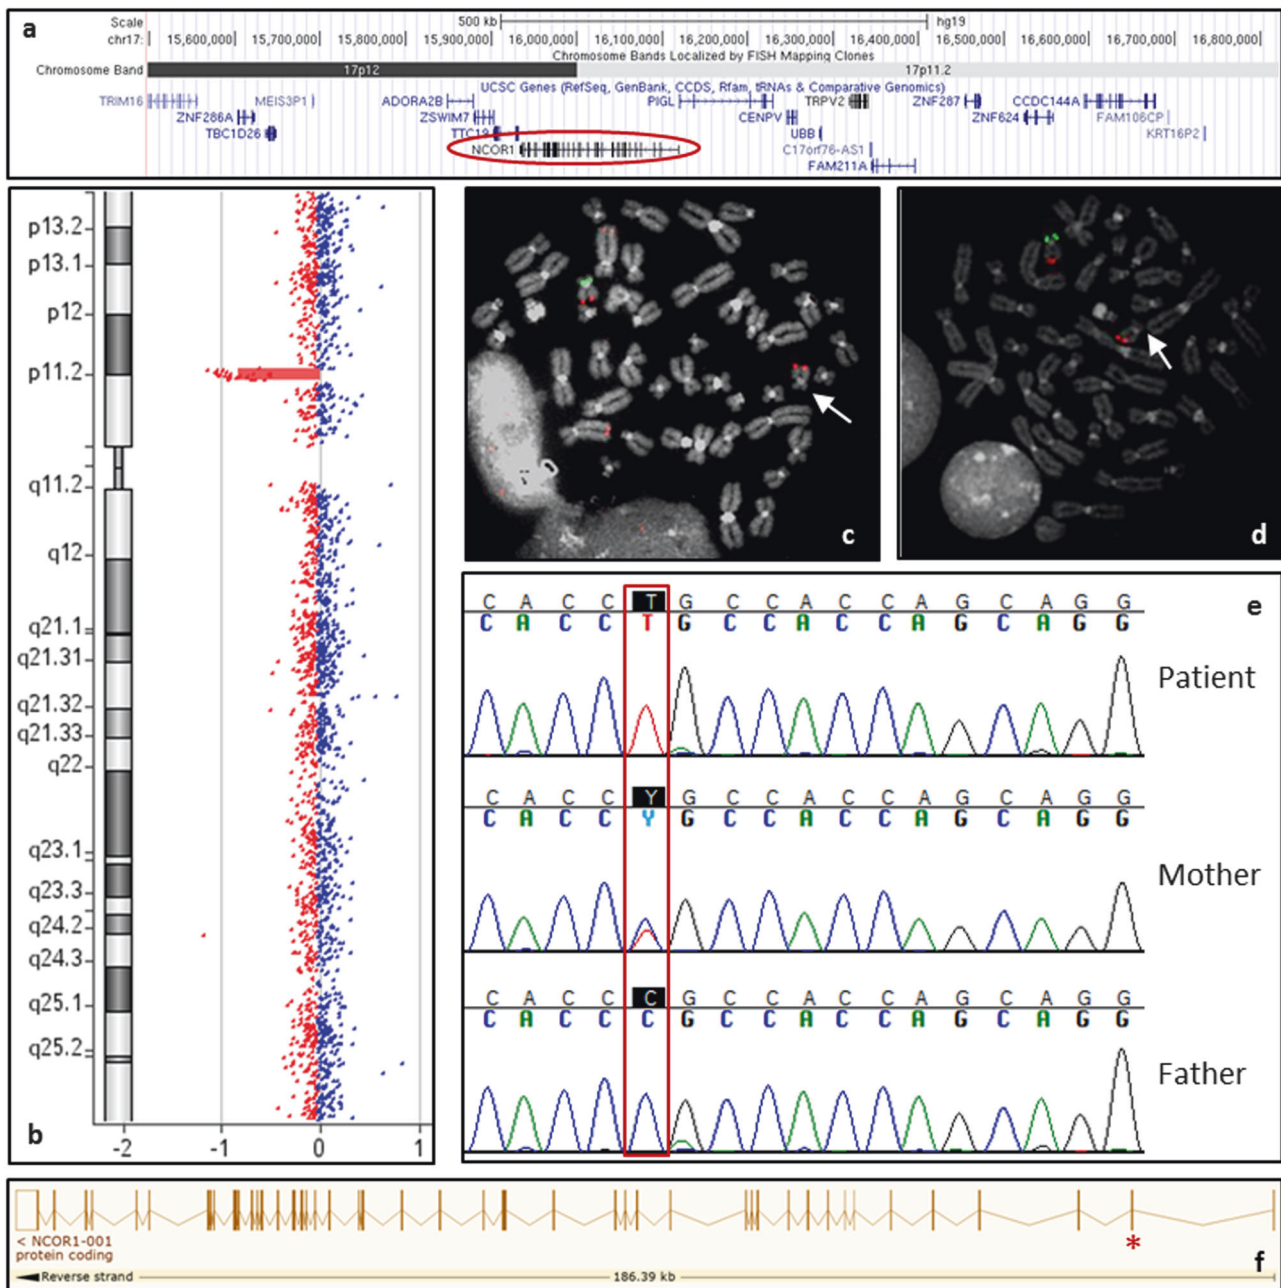 a
Scale
500 kb
hg19
chr17:
15,600,000
15,700,000
15,800,000
15,900,000
16,000,000
16,100,000
16,200,000
16,300,000
16,400,000
16,500,000
16,600,000
16,700,000
16,800,000
Chromosome Bands Localized by FISH Mapping Clones
Chromosome Band
17p12
17p11.2
UCSC Genes (RefSeq, GenBank, CCDS, Rfam, tRNAs & Comparative Genomics)
TRIM16
MEIS3P1
ADORA2B
PIGL
TRPV2
ZNF287
CCDC144A
ZNF286A
ZSWIM7
CENPV
ZNF624
FAM106CP
TBC1D26
TTC19
UBB
KRT16P2
NCOR1
C17orf76-AS1
FAM211A
p13.2
p13.1
p12
p11.2
q11.2
q12
q21.1
q21.31
q21.32
q21.33
q22
q23.1
q23.3
q24.2
q24.3
q25.1
q25.2
b
-2
-1
0
1
c
d
C A C C T G C C A C C A G C A G G
e
C A C C T G C C A C C A G C A G G
Patient
C A C C Y G C C A C C A G C A G G
C A C C Y G C C A C C A G C A G G
Mother
C A C C C G C C A C C A G C A G G
C A C C C G C C A C C A G C A G G
Father
*
< NCOR1-001
protein coding
f
Reverse strand
186.39 kb